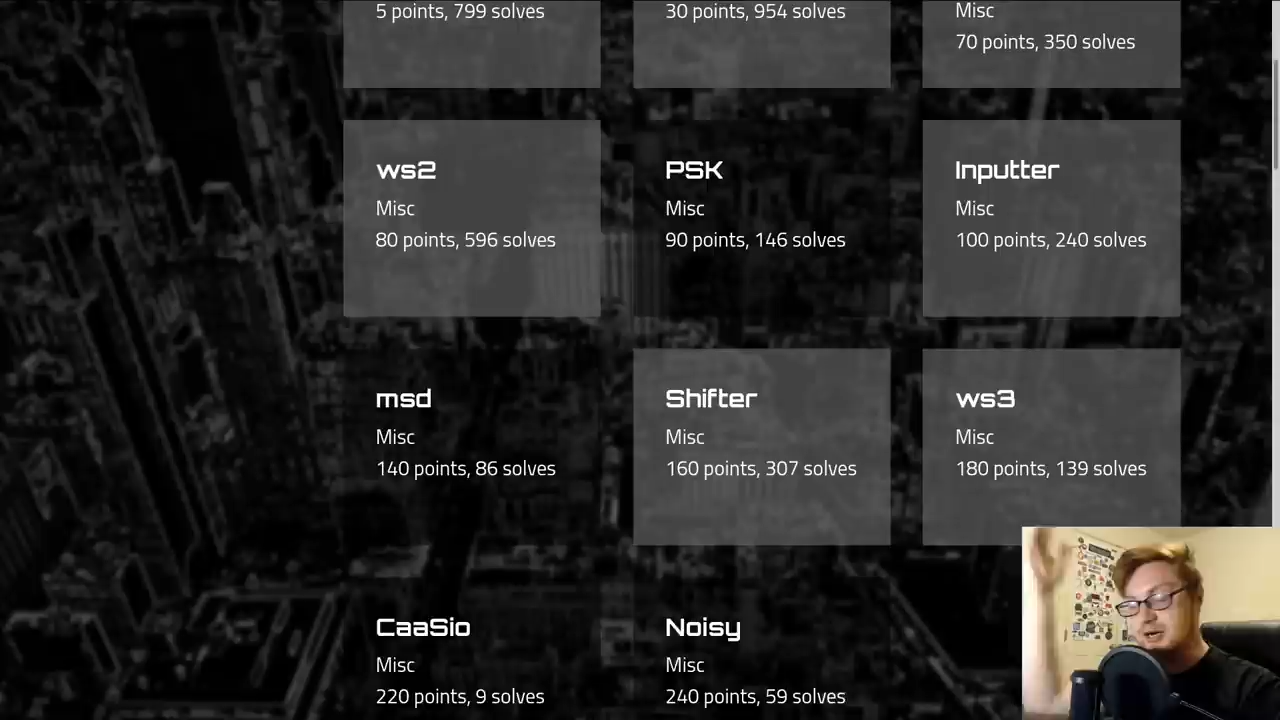 5 points, 799 solves
30 points, 954 solves
Misc
70 points, 350 solves
ws2
Misc
80 points, 596 solves
PSK
Misc
90 points, 146 solves
Inputter
Misc
100 points, 240 solves
msd
Misc
140 points, 86 solves
Shifter
Misc
160 points, 307 solves
ws3
Misc
180 points, 139 solves
CaaSio
Misc
220 points, 9 solves
Noisy
Misc
240 points, 59 solves